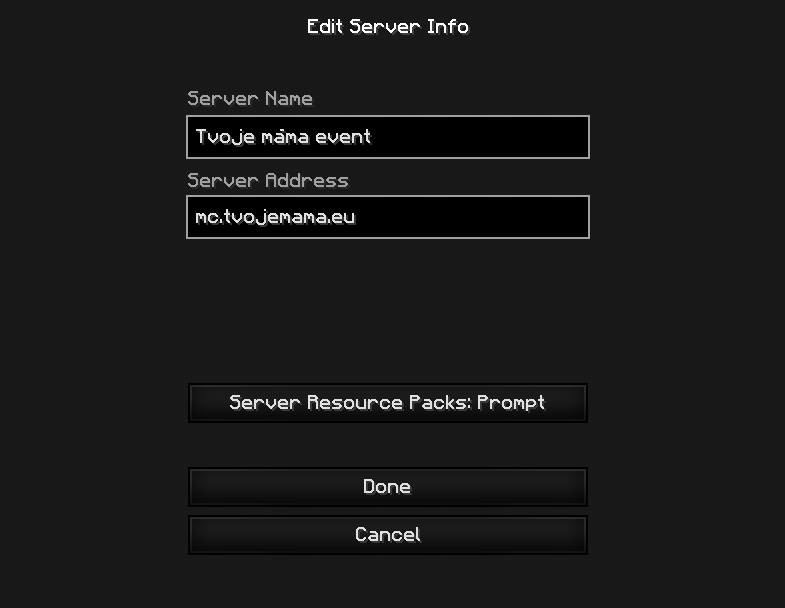 Edit Server Info
Server Name
Tvoje máma event
Server Address
mc.tvojemama.eu
Server Resource Packs: Prompt
Done
Cancel